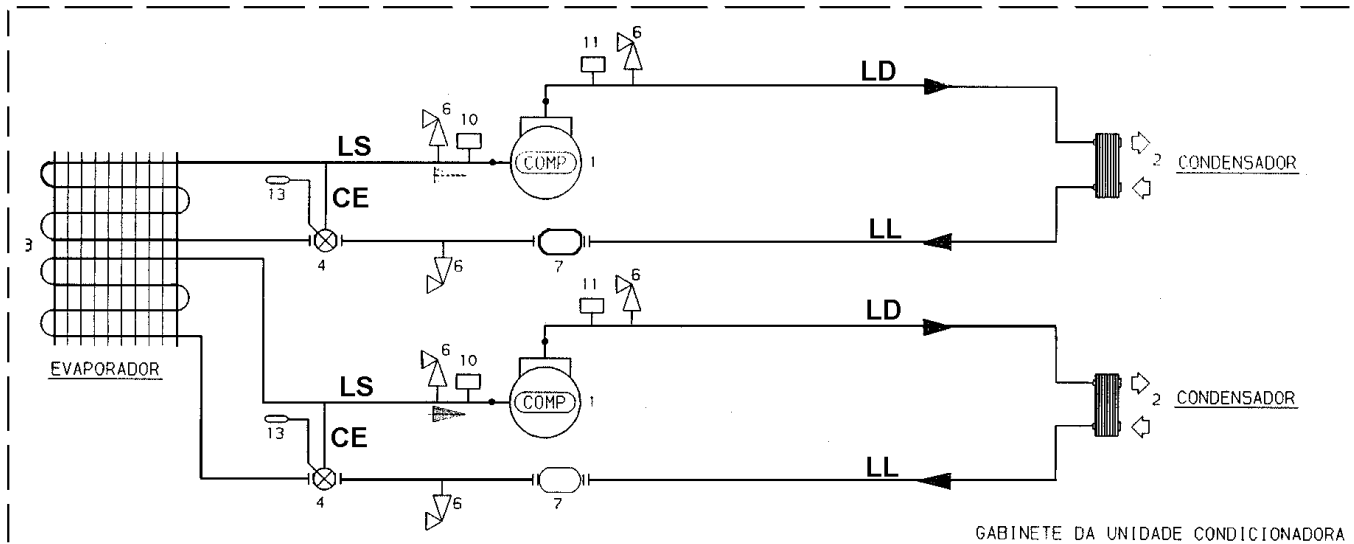 11
6
LD
6
10
LS
COMP
1
2 CONDENSADOR
13
CE
3
4
6
7
LL
11
6
LD
EVAPORADOR
6
10
LS
COMP
1
2 CONDENSADOR
13
CE
4
6
7
LL
GABINETE DA UNIDADE CONDICIONADORA